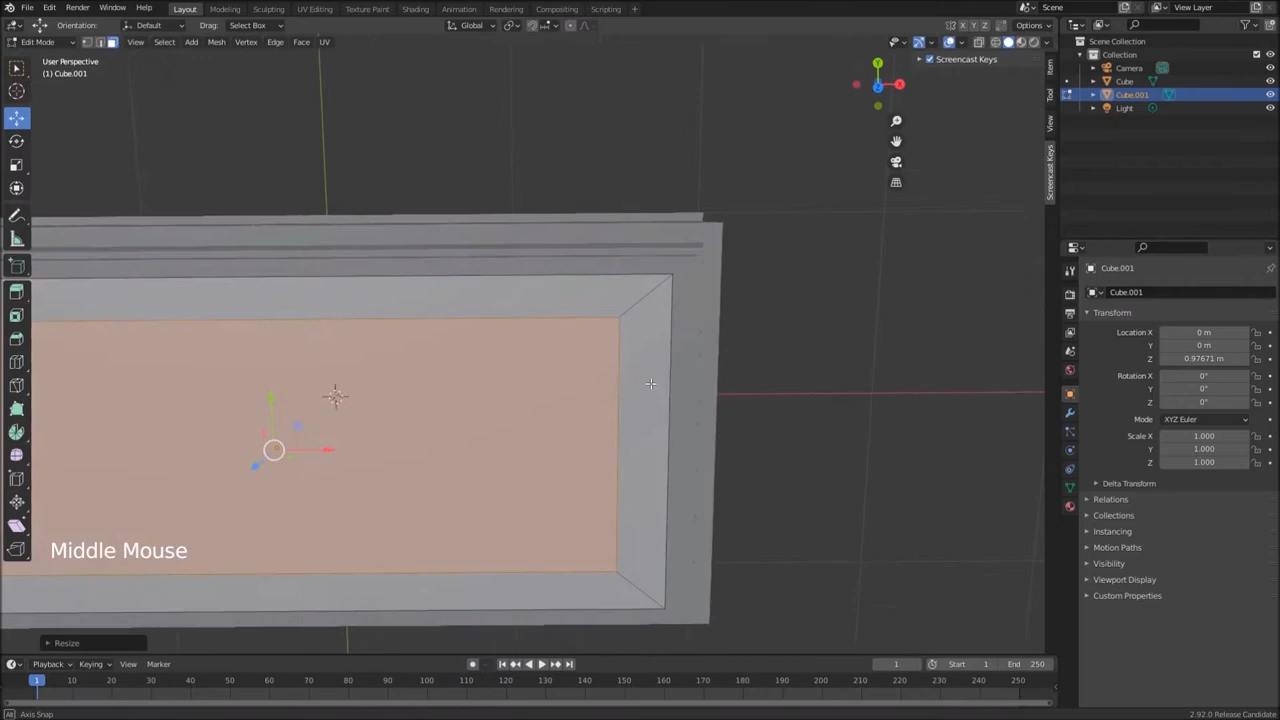 File Edit Render Window Help Layout Modeling Sculpting UV Editing Texture Paint Shading Animation Rendering Compositing Scripting + Scene View Layer
Orientation: Default Drag: Select Box Global X Y Z Options
Edit Mode View Select Add Mesh Vertex Edge Face UV
User Perspective
(1) Cube.001
Screencast Keys
Y
X
Z
Item
Tool
View
Screencast Keys
Scene Collection
Collection
Camera
Cube
Cube.001
Light
Cube.001
Cube.001
Transform
Location X 0 m
Y 0 m
Z 0.97671 m
Rotation X 0°
Y 0°
Z 0°
Mode XYZ Euler
Scale X 1.000
Y 1.000
Z 1.000
Delta Transform
Relations
Collections
Instancing
Motion Paths
Visibility
Viewport Display
Custom Properties
Middle Mouse
Resize
Playback Keying View Marker 1 Start 1 End 250
1 10 20 30 40 50 60 70 80 90 100 110 120 130 140 150 160 170 180 190 200 210 220 230 240 250
Axis Snap 2.92.0 Release Candidate